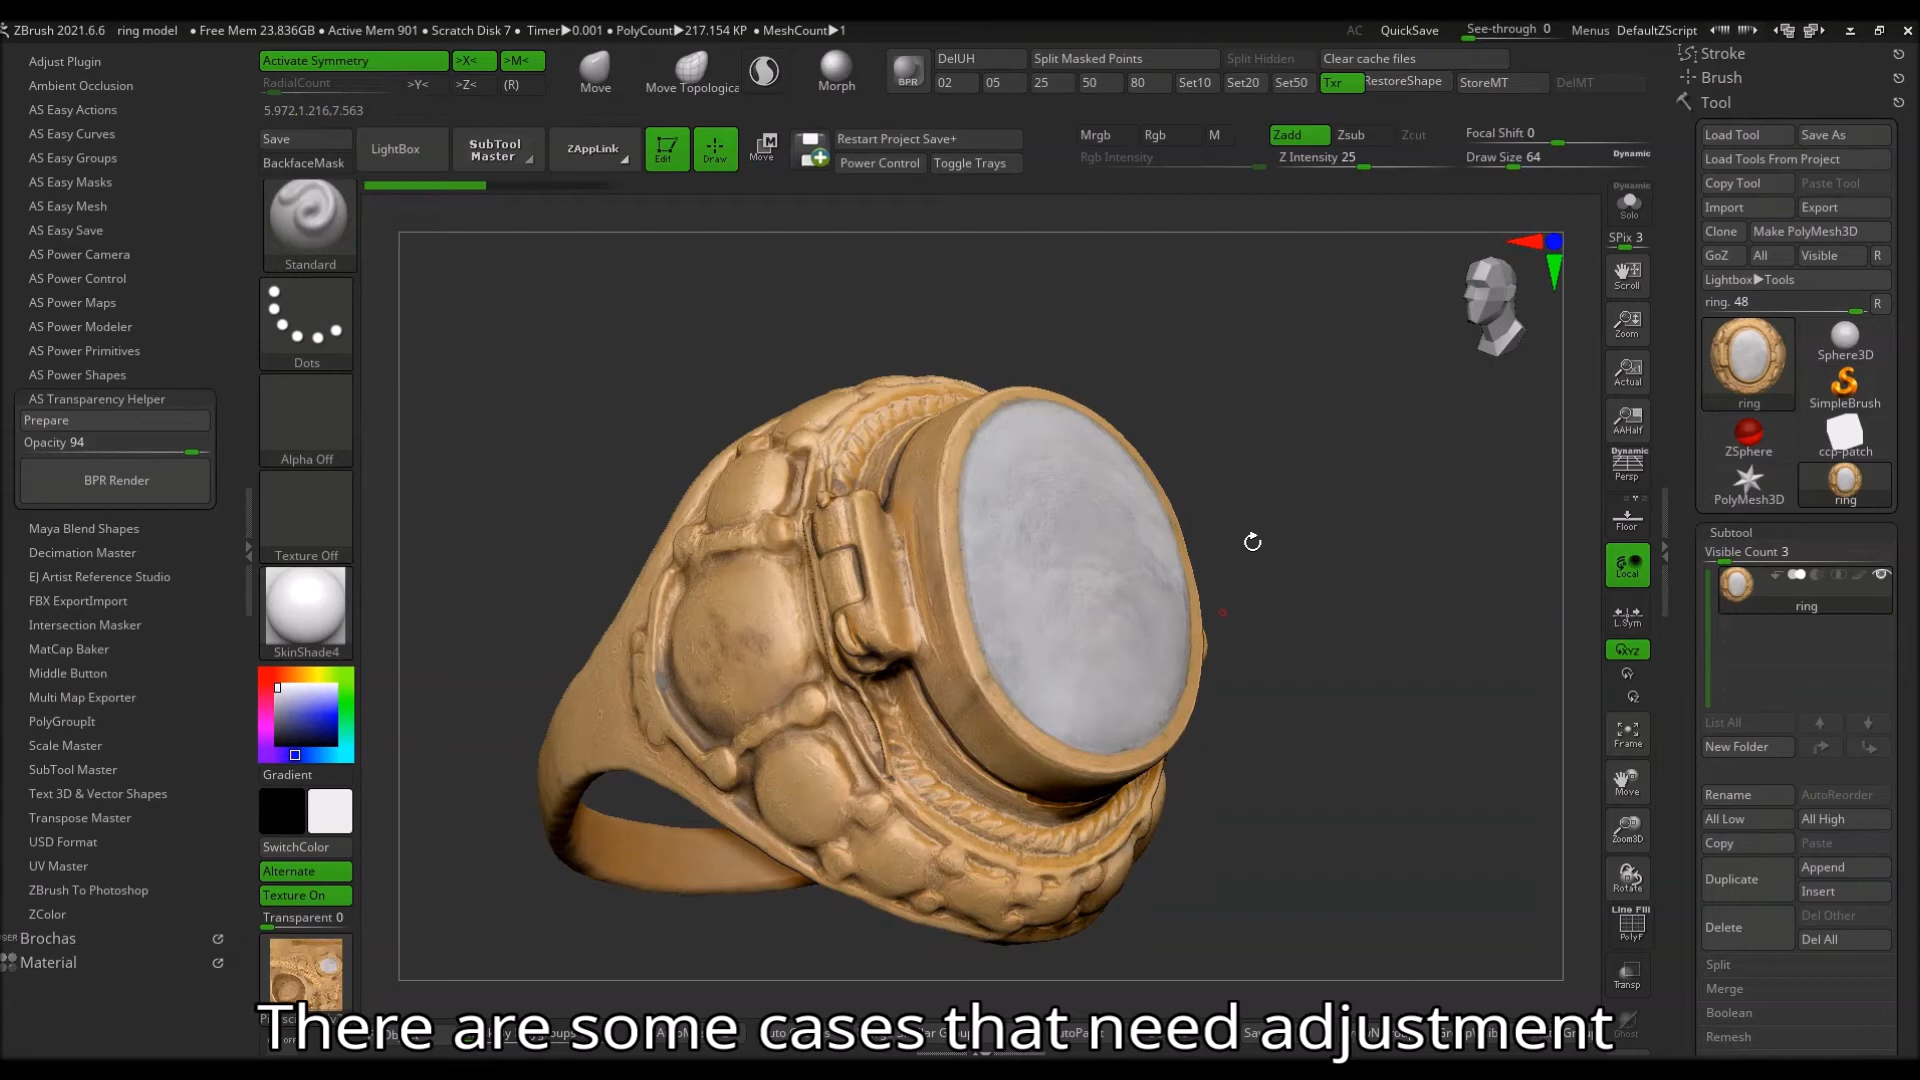 ZBrush 2021.6.6 ring model • Free Mem 23.836GB • Active Mem 901 • Scratch Disk 7 • Timer▶0.001 • PolyCount▶217.154 KP • MeshCount▶1
AC QuickSave See-through 0 Menus DefaultZScript
Adjust Plugin
Ambient Occlusion
AS Easy Actions
AS Easy Curves
AS Easy Groups
AS Easy Masks
AS Easy Mesh
AS Easy Save
AS Power Camera
AS Power Control
AS Power Maps
AS Power Modeler
AS Power Primitives
AS Power Shapes
AS Transparency Helper
Prepare
Opacity 94
BPR Render
Maya Blend Shapes
Decimation Master
EJ Artist Reference Studio
FBX ExportImport
Intersection Masker
MatCap Baker
Middle Button
Multi Map Exporter
PolyGroupIt
Scale Master
SubTool Master
Text 3D & Vector Shapes
Transpose Master
USD Format
UV Master
ZBrush To Photoshop
ZColor
Brochas
Material
Activate Symmetry >X< >M<
RadialCount >Y< >Z< (R)
5.972,1.216,7.563
Move
Move Topologica
Morph
BPR
DelUH
Split Masked Points
Split Hidden
Clear cache files
02 05 25 50 80 Set10 Set20 Set50 Txr RestoreShape StoreMT DelMT
Save
BackfaceMask
LightBox
SubTool
Master
ZAppLink
Edit
Draw
Move
Restart Project Save+
Power Control Toggle Trays
Mrgb Rgb M
Rgb Intensity
Zadd Zsub Zcut
Z Intensity 25
Focal Shift 0
Draw Size 64 Dynamic
Standard
Dots
Alpha Off
Texture Off
SkinShade4
Gradient
SwitchColor
Alternate
Texture On
Transparent 0
Dynamic
Solo
SPix 3
Scroll
Zoom
Actual
AAHalf
Dynamic
Persp
Floor
Local
L.Sym
XYZ
Frame
Move
Zoom3D
Rotate
Line Fill
PolyF
Transp
Ghost
Stroke
Brush
Tool
Load Tool Save As
Load Tools From Project
Copy Tool Paste Tool
Import Export
Clone Make PolyMesh3D
GoZ All Visible R
Lightbox▶Tools
ring. 48 R
ring
Sphere3D
SimpleBrush
ZSphere
ccp-patch
PolyMesh3D
ring
Subtool
Visible Count 3
ring
List All
New Folder
Rename AutoReorder
All Low All High
Copy Paste
Duplicate
Append
Insert
Delete
Del Other
Del All
Split
Merge
Boolean
Remesh
There are some cases that need adjustment